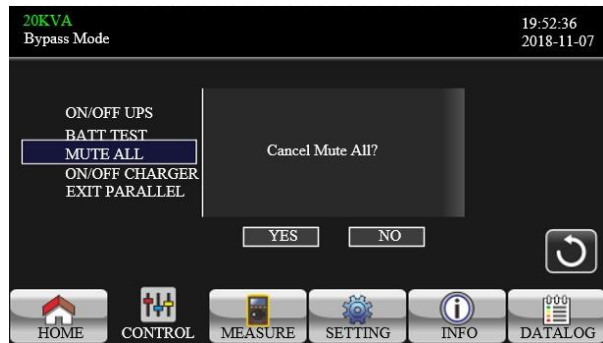 20KVA
Bypass Mode
19:52:36
2018-11-07
ON/OFF UPS
BATT TEST
MUTE ALL
ON/OFF CHARGER
EXIT PARALLEL
Cancel Mute All?
YES
NO
HOME
CONTROL
MEASURE
SETTING
INFO
DATALOG